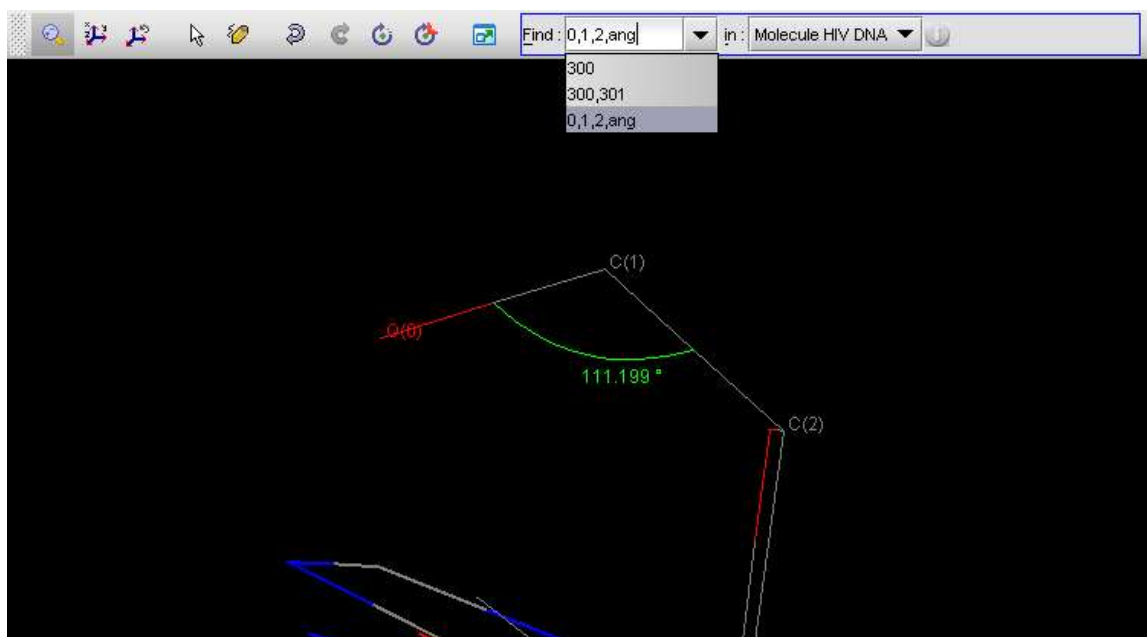 Find : 0,1,2,ang in : Molecule HIV DNA
300
300,301
0,1,2,ang
C(1)
O(0)
111.199 °
C(2)